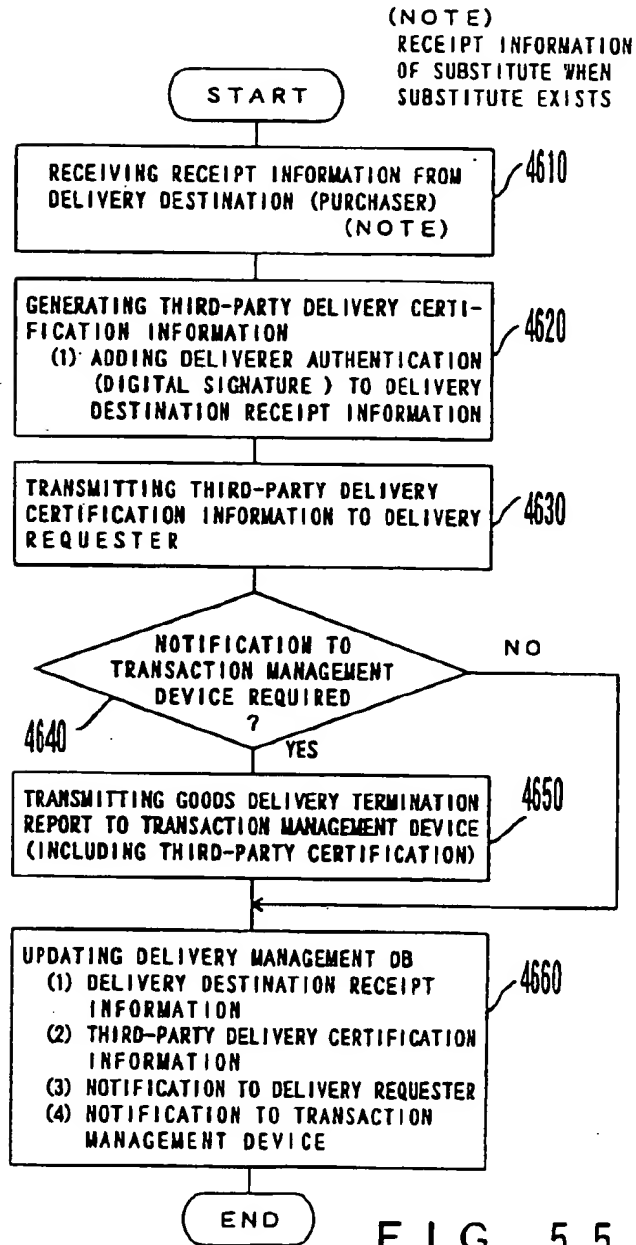 (NOTE)
RECEIPT INFORMATION
OF SUBSTITUTE WHEN
SUBSTITUTE EXISTS
START
RECEIVING RECEIPT INFORMATION FROM
DELIVERY DESTINATION (PURCHASER)
(NOTE)
4610
GENERATING THIRD-PARTY DELIVERY CERTI-
FICATION INFORMATION
(1) ADDING DELIVERER AUTHENTICATION
(DIGITAL SIGNATURE ) TO DELIVERY
DESTINATION RECEIPT INFORMATION
4620
TRANSMITTING THIRD-PARTY DELIVERY
CERTIFICATION INFORMATION TO DELIVERY
REQUESTER
4630
NOTIFICATION TO
TRANSACTION MANAGEMENT
DEVICE REQUIRED
?
NO
4640
YES
TRANSMITTING GOODS DELIVERY TERMINATION
REPORT TO TRANSACTION MANAGEMENT DEVICE
(INCLUDING THIRD-PARTY CERTIFICATION)
4650
UPDATING DELIVERY MANAGEMENT DB
(1) DELIVERY DESTINATION RECEIPT
INFORMATION
(2) THIRD-PARTY DELIVERY CERTIFICATION
INFORMATION
(3) NOTIFICATION TO DELIVERY REQUESTER
(4) NOTIFICATION TO TRANSACTION
MANAGEMENT DEVICE
4660
END
FIG. 55